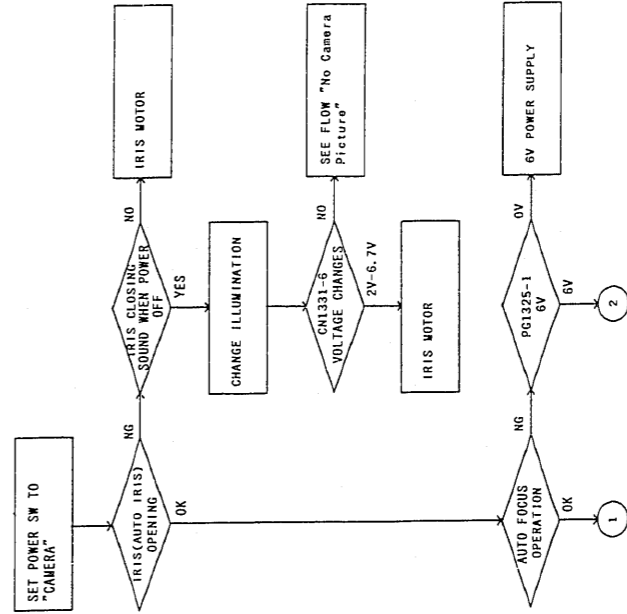 SET POWER SW TO
"CAMERA"
IRIS(AUTO IRIS)
OPENING
NG
OK
IRIS CLOSING
SOUND WHEN POWER
OFF
NO
YES
IRIS MOTOR
CHANGE ILLUMINATION
CN1331-6
VOLTAGE CHANGES
NO
2V-6.7V
SEE FLOW "No Camera
Picture"
IRIS MOTOR
AUTO FOCUS
OPERATION
NG
OK
1
PG1325-1
6V
0V
6V
6V POWER SUPPLY
2